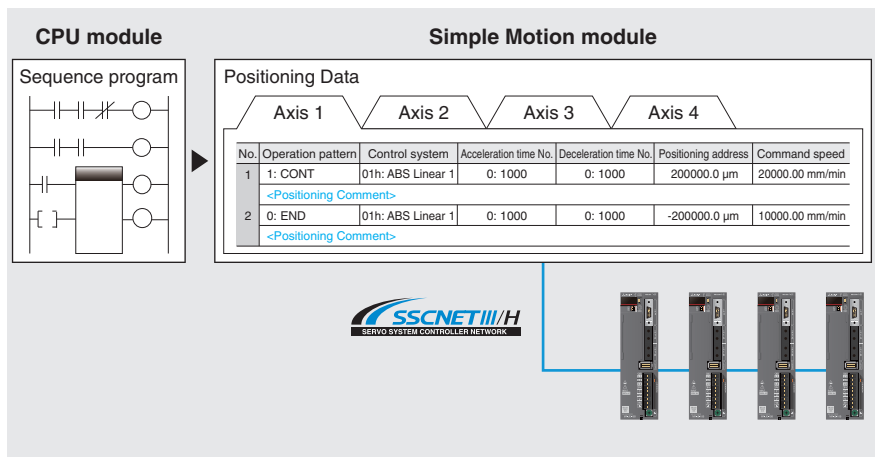 CPU module
Simple Motion module
Sequence program
Positioning Data
Axis 1 Axis 2 Axis 3 Axis 4
No. Operation pattern Control system Acceleration time No. Deceleration time No. Positioning address Command speed
1 1: CONT 01h: ABS Linear 1 0: 1000 0: 1000 200000.0 µm 20000.00 mm/min
<Positioning Comment>
2 0: END 01h: ABS Linear 1 0: 1000 0: 1000 -200000.0 µm 10000.00 mm/min
<Positioning Comment>
SSCNETIII/H
SERVO SYSTEM CONTROLLER NETWORK